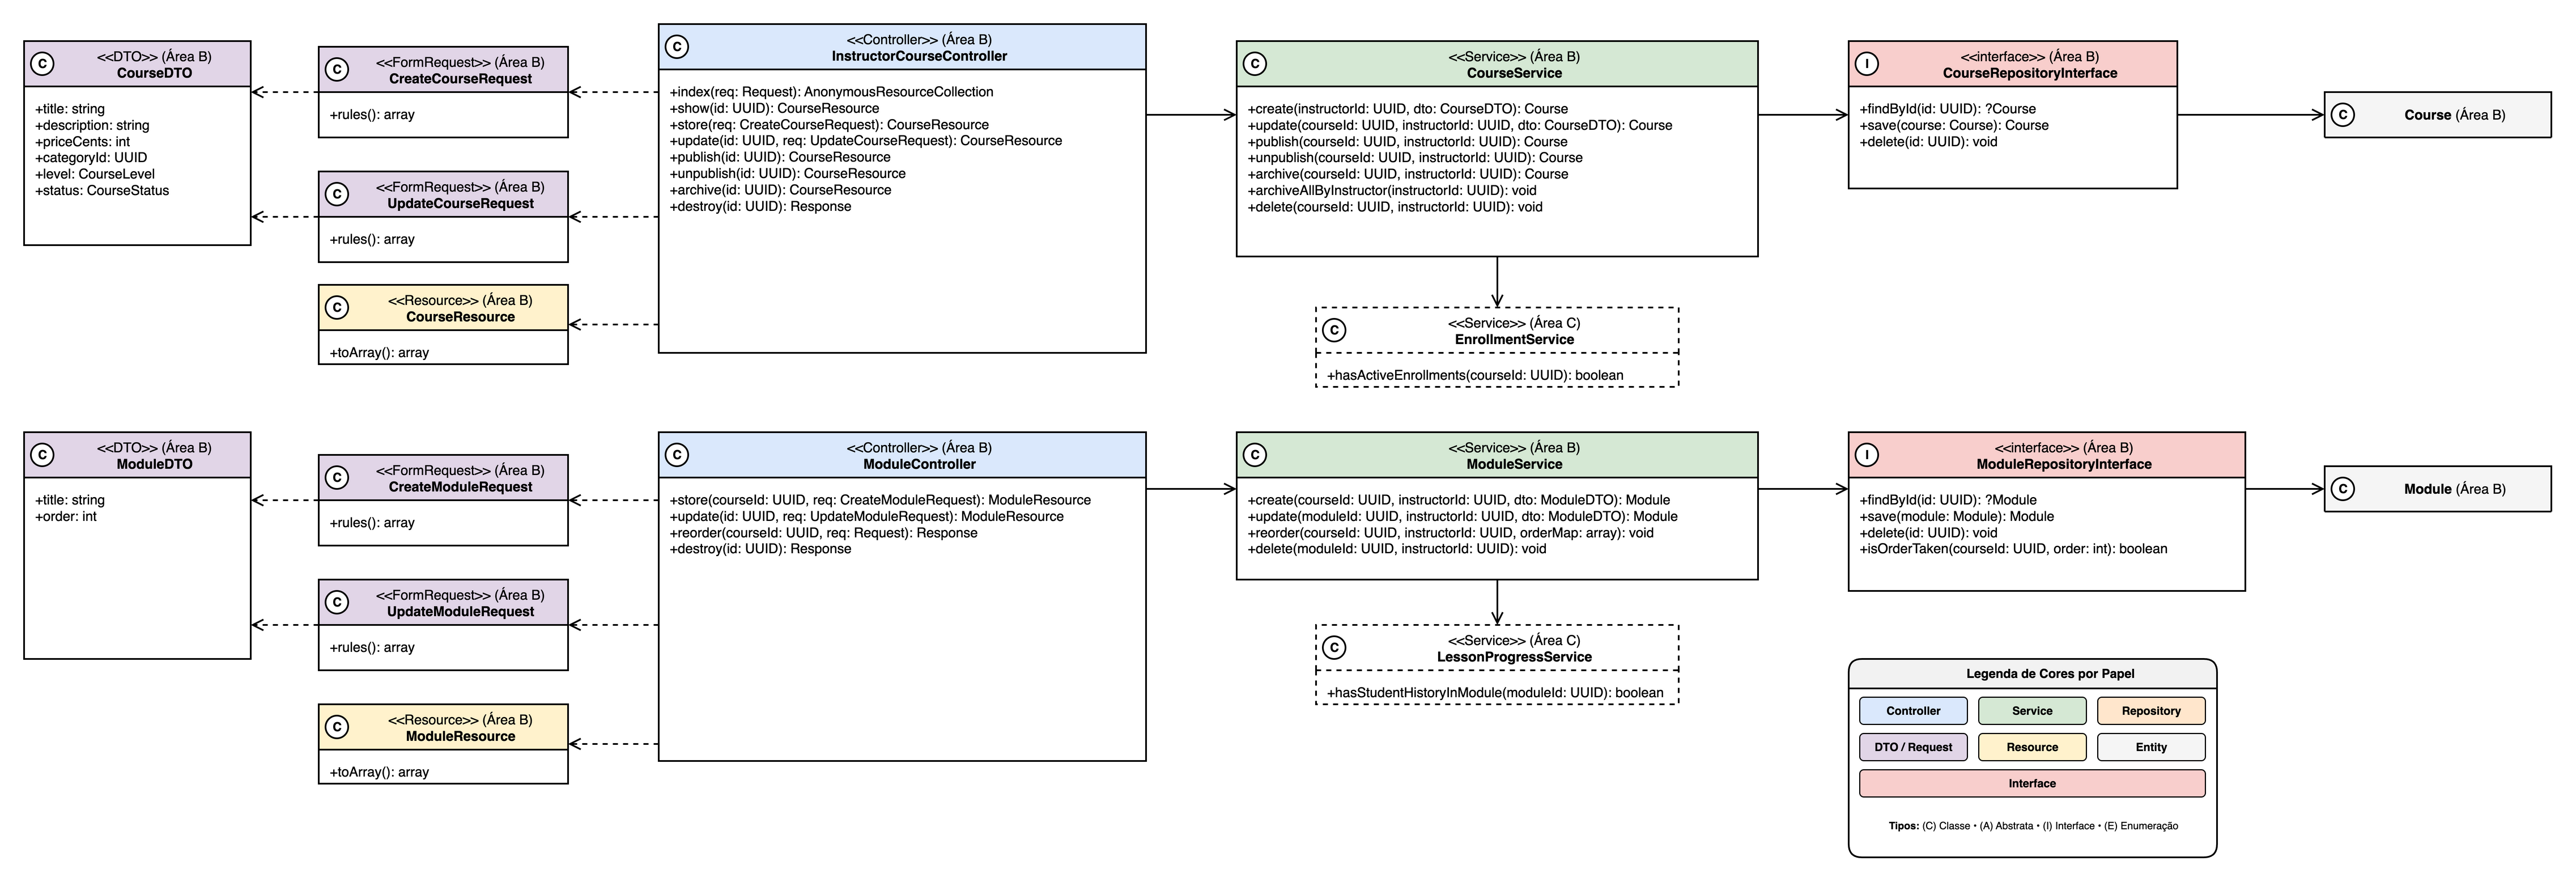 C
<<DTO>> (Área B)
CourseDTO
+title: string
+description: string
+priceCents: int
+categoryId: UUID
+level: CourseLevel
+status: CourseStatus
C
<<FormRequest>> (Área B)
CreateCourseRequest
+rules(): array
C
<<FormRequest>> (Área B)
UpdateCourseRequest
+rules(): array
C
<<Resource>> (Área B)
CourseResource
+toArray(): array
C
<<Controller>> (Área B)
InstructorCourseController
+index(req: Request): AnonymousResourceCollection
+show(id: UUID): CourseResource
+store(req: CreateCourseRequest): CourseResource
+update(id: UUID, req: UpdateCourseRequest): CourseResource
+publish(id: UUID): CourseResource
+unpublish(id: UUID): CourseResource
+archive(id: UUID): CourseResource
+destroy(id: UUID): Response
C
<<Service>> (Área B)
CourseService
+create(instructorId: UUID, dto: CourseDTO): Course
+update(courseId: UUID, instructorId: UUID, dto: CourseDTO): Course
+publish(courseId: UUID, instructorId: UUID): Course
+unpublish(courseId: UUID, instructorId: UUID): Course
+archive(courseId: UUID, instructorId: UUID): Course
+archiveAllByInstructor(instructorId: UUID): void
+delete(courseId: UUID, instructorId: UUID): void
C
<<Service>> (Área C)
EnrollmentService
+hasActiveEnrollments(courseId: UUID): boolean
I
<<interface>> (Área B)
CourseRepositoryInterface
+findById(id: UUID): ?Course
+save(course: Course): Course
+delete(id: UUID): void
C
Course (Área B)
C
<<DTO>> (Área B)
ModuleDTO
+title: string
+order: int
C
<<FormRequest>> (Área B)
CreateModuleRequest
+rules(): array
C
<<FormRequest>> (Área B)
UpdateModuleRequest
+rules(): array
C
<<Resource>> (Área B)
ModuleResource
+toArray(): array
C
<<Controller>> (Área B)
ModuleController
+store(courseId: UUID, req: CreateModuleRequest): ModuleResource
+update(id: UUID, req: UpdateModuleRequest): ModuleResource
+reorder(courseId: UUID, req: Request): Response
+destroy(id: UUID): Response
C
<<Service>> (Área B)
ModuleService
+create(courseId: UUID, instructorId: UUID, dto: ModuleDTO): Module
+update(moduleId: UUID, instructorId: UUID, dto: ModuleDTO): Module
+reorder(courseId: UUID, instructorId: UUID, orderMap: array): void
+delete(moduleId: UUID, instructorId: UUID): void
C
<<Service>> (Área C)
LessonProgressService
+hasStudentHistoryInModule(moduleId: UUID): boolean
I
<<interface>> (Área B)
ModuleRepositoryInterface
+findById(id: UUID): ?Module
+save(module: Module): Module
+delete(id: UUID): void
+isOrderTaken(courseId: UUID, order: int): boolean
C
Module (Área B)
Legenda de Cores por Papel
Controller
Service
Repository
DTO / Request
Resource
Entity
Interface
Tipos: (C) Classe • (A) Abstrata • (I) Interface • (E) Enumeração